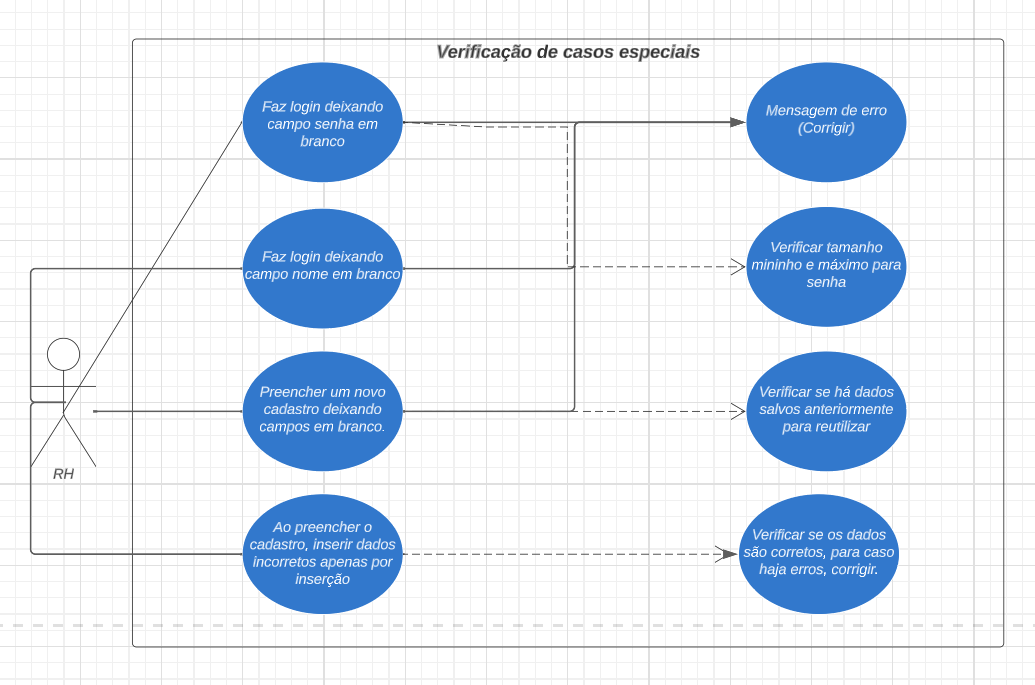 Verificação de casos especiais
Faz login deixando
campo senha em
branco
Mensagem de erro
(Corrigir)
Faz login deixando
campo nome em branco
Verificar tamanho
mininho e máximo para
senha
Preencher um novo
cadastro deixando
campos em branco.
Verificar se há dados
salvos anteriormente
para reutilizar
RH
Ao preencher o
cadastro, inserir dados
incorretos apenas por
inserção
Verificar se os dados
são corretos, para caso
haja erros, corrigir.